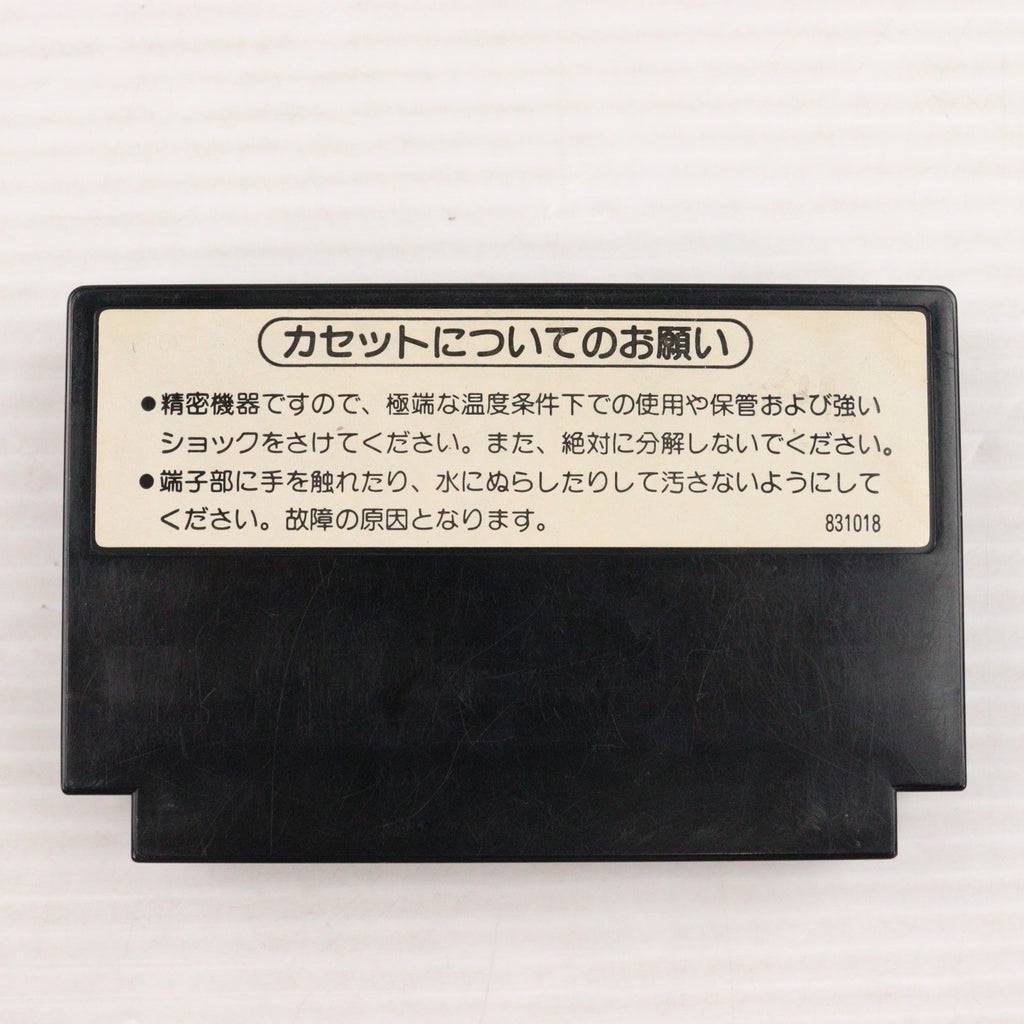 カセットについてのお願い
●精密機器ですので、極端な温度条件下での使用や保管および強い
ショックをさけてください。また、絶対に分解しないでください。
●端子部に手を触れたり、水にぬらしたりして汚さないようにして
ください。故障の原因となります。
831018